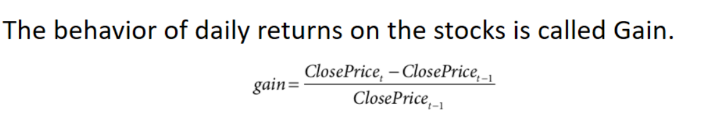 The behavior of daily returns on the stocks is called Gain.
gain = (ClosePrice_t − ClosePrice_{t−1}) / ClosePrice_{t−1}